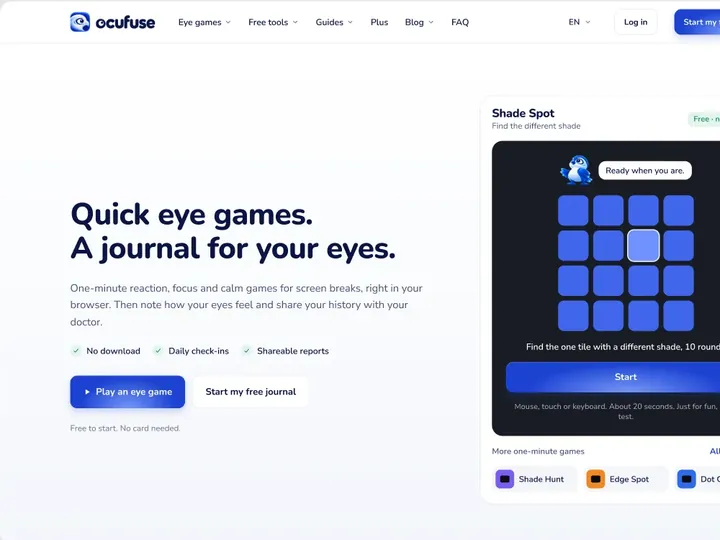 ocufuse
Eye games
Free tools
Guides
Plus
Blog
FAQ
EN
Log in
Start my
Quick eye games.
A journal for your eyes.
One-minute reaction, focus and calm games for screen breaks, right in your
browser. Then note how your eyes feel and share your history with your
doctor.
No download
Daily check-ins
Shareable reports
Play an eye game
Start my free journal
Free to start. No card needed.
Shade Spot
Find the different shade
Free · n
Ready when you are.
Find the one tile with a different shade, 10 round
Start
Mouse, touch or keyboard. About 20 seconds. Just for fun,
test.
More one-minute games
All
Shade Hunt
Edge Spot
Dot